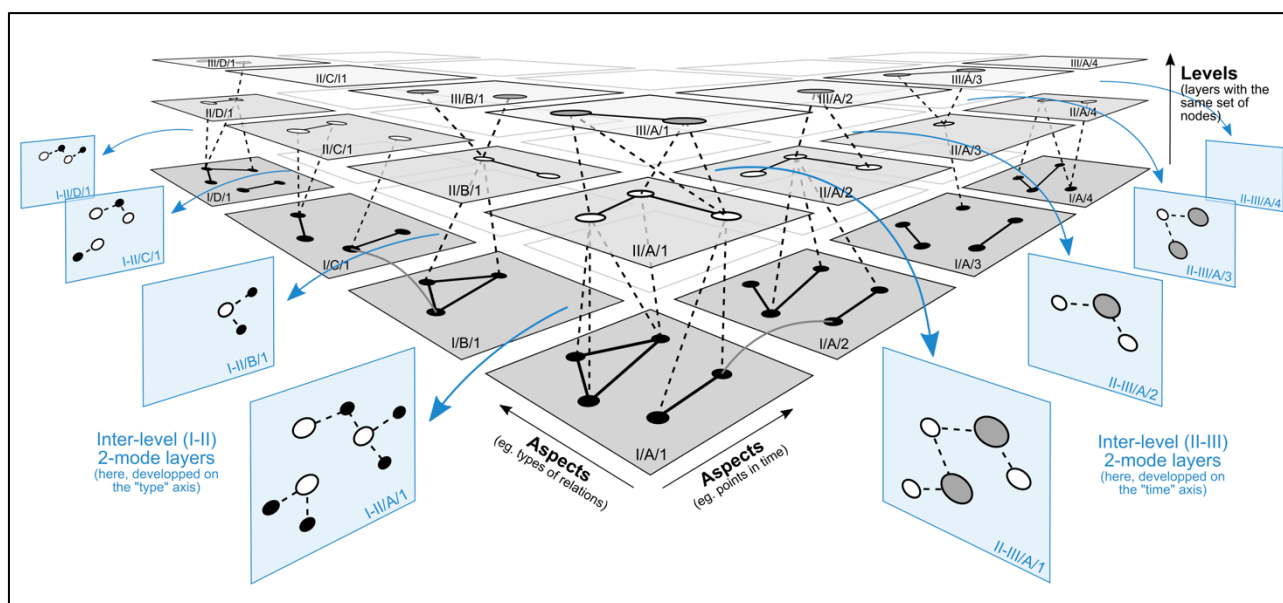 III/D/1
II/C/I1
III/B/1
III/A/1
III/A/2
III/A/3
III/A/4
Levels
(layers with the
same set of
nodes)
II/D/1
II/C/1
II/B/1
II/A/1
II/A/2
II/A/3
II/A/4
I/D/1
I/C/1
I/B/1
I/A/1
I/A/2
I/A/3
I/A/4
I-II/D/1
I-II/C/1
I-II/B/1
I-II/A/1
II-III/A/4
II-III/A/3
II-III/A/2
II-III/A/1
Inter-level (I-II)
2-mode layers
(here, developped on
the "type" axis)
Aspects
(eg. types of relations)
Aspects
(eg. points in time)
Inter-level (II-III)
2-mode layers
(here, developped on
the "time" axis)